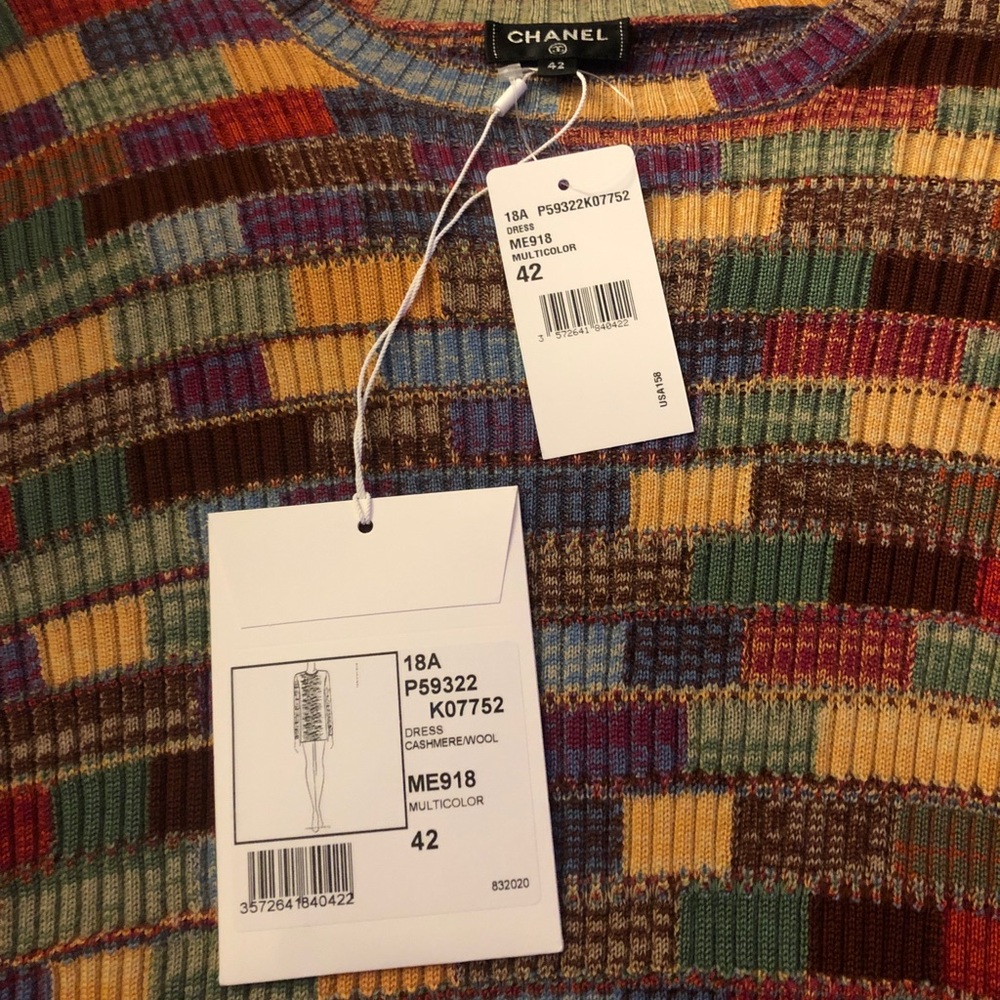 CHANEL
42
18A P59322K07752
DRESS
ME918
MULTICOLOR
42
3 572641 840422
USA158
18A
P59322
K07752
DRESS
CASHMERE/WOOL
ME918
MULTICOLOR
42
3572641840422
832020